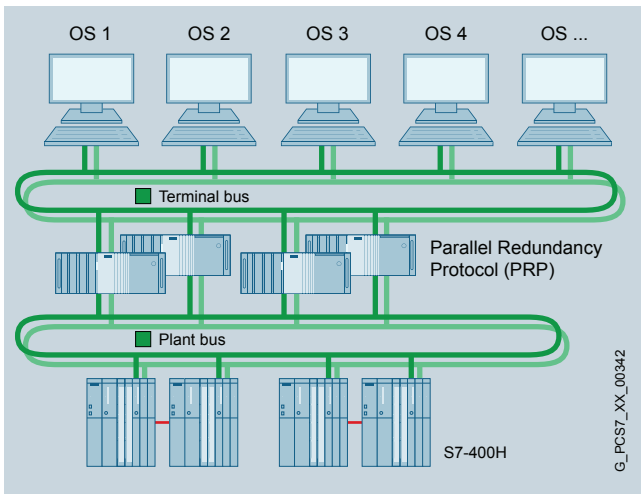 OS 1 OS 2 OS 3 OS 4 OS ...
Terminal bus
Parallel Redundancy
Protocol (PRP)
Plant bus
S7-400H
G_PCS7_XX_00342